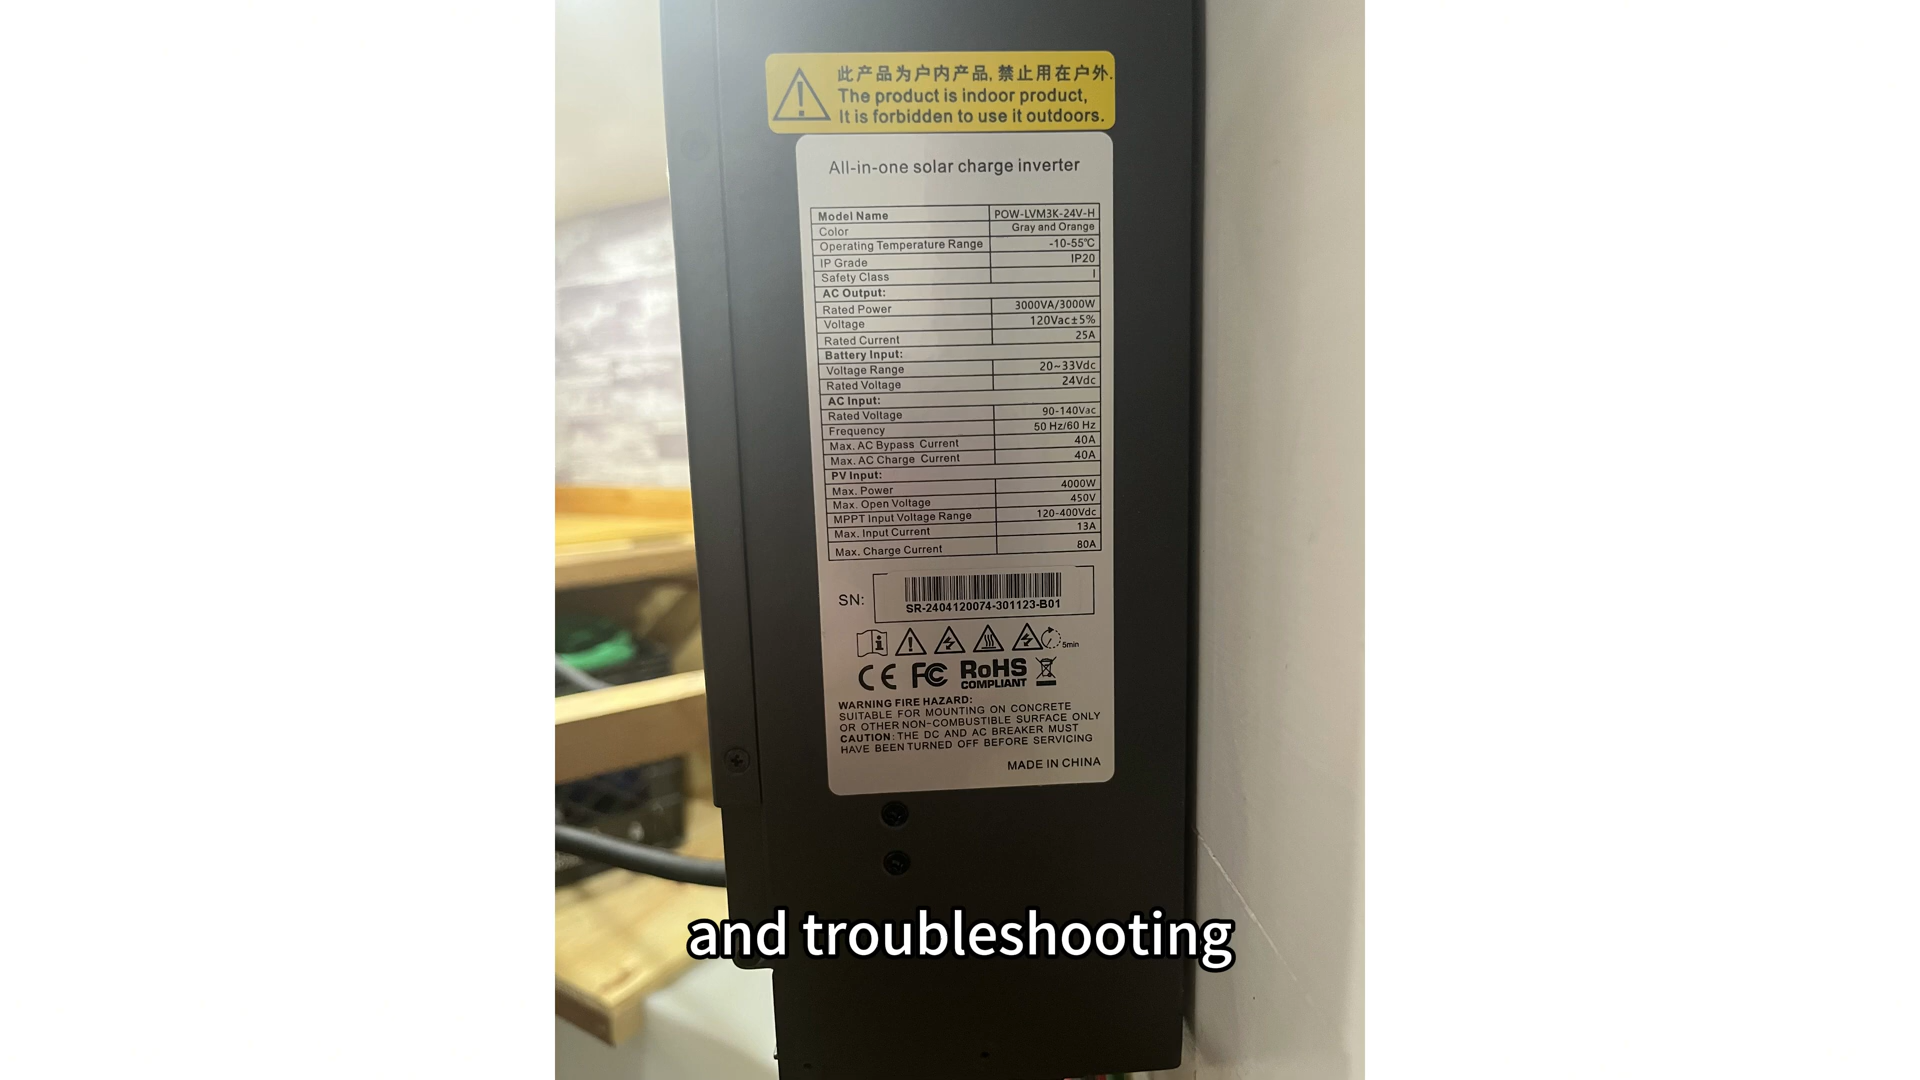 此产品为户内产品,禁止用在户外.
The product is indoor product,
It is forbidden to use it outdoors.
All-in-one solar charge inverter
Model Name POW-LVM3K-24V-H
Color Gray and Orange
Operating Temperature Range -10-55℃
IP Grade IP20
Safety Class I
AC Output:
Rated Power 3000VA/3000W
Voltage 120Vac±5%
Rated Current 25A
Battery Input:
Voltage Range 20~33Vdc
Rated Voltage 24Vdc
AC Input:
Rated Voltage 90-140Vac
Frequency 50 Hz/60 Hz
Max. AC Bypass Current 40A
Max. AC Charge Current 40A
PV Input:
Max. Power 4000W
Max. Open Voltage 450V
MPPT Input Voltage Range 120-400Vdc
Max. Input Current 13A
Max. Charge Current 80A
SN:
SR-2404120074-301123-B01
5min
CE FC RoHS
COMPLIANT
WARNING FIRE HAZARD:
SUITABLE FOR MOUNTING ON CONCRETE
OR OTHER NON-COMBUSTIBLE SURFACE ONLY
CAUTION: THE DC AND AC BREAKER MUST
HAVE BEEN TURNED OFF BEFORE SERVICING
MADE IN CHINA
and troubleshooting